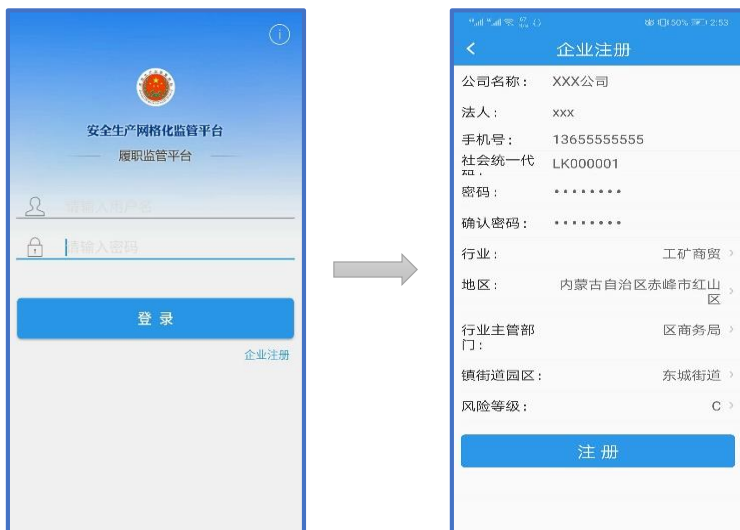 安全生产网格化监管平台
履职监管平台
请输入用户名
请输入密码
登 录
企业注册
50% 2:53
企业注册
公司名称： XXX公司
法人： xxx
手机号： 13655555555
社会统一代 LK000001
码：
密码： ••••••••
确认密码： ••••••••
行业： 工矿商贸
地区： 内蒙古自治区赤峰市红山
区
行业主管部 区商务局
门：
镇街道园区： 东城街道
风险等级： C
注 册